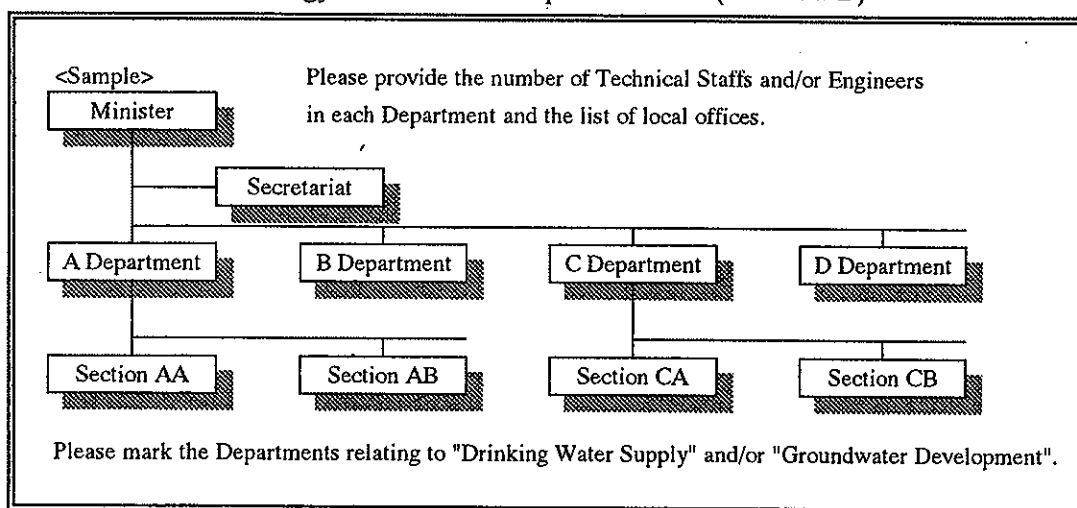 <Sample>
Please provide the number of Technical Staffs and/or Engineers
Minister
in each Department and the list of local offices.
Secretariat
A Department B Department C Department D Department
Section AA Section AB Section CA Section CB
Please mark the Departments relating to "Drinking Water Supply" and/or "Groundwater Development".